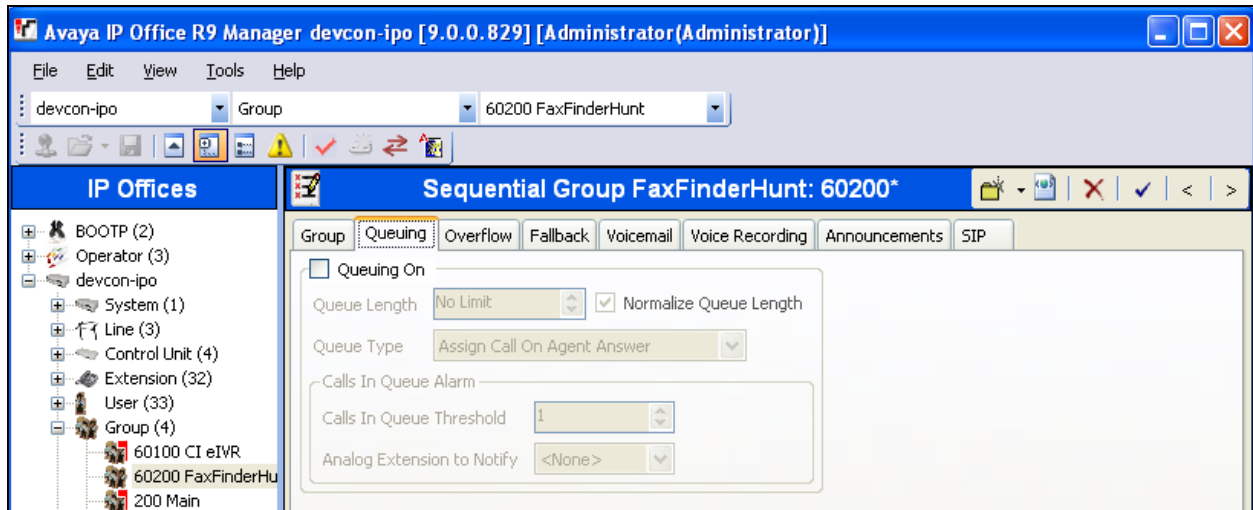 Avaya IP Office R9 Manager devcon-ipo [9.0.0.829] [Administrator(Administrator)]
File Edit View Tools Help
devcon-ipo Group 60200 FaxFinderHunt
IP Offices
Sequential Group FaxFinderHunt: 60200*
BOOTP (2)
Operator (3)
devcon-ipo
System (1)
Line (3)
Control Unit (4)
Extension (32)
User (33)
Group (4)
60100 CI eIVR
60200 FaxFinderHu
200 Main
Group Queuing Overflow Fallback Voicemail Voice Recording Announcements SIP
Queuing On
Queue Length No Limit Normalize Queue Length
Queue Type Assign Call On Agent Answer
Calls In Queue Alarm
Calls In Queue Threshold 1
Analog Extension to Notify <None>